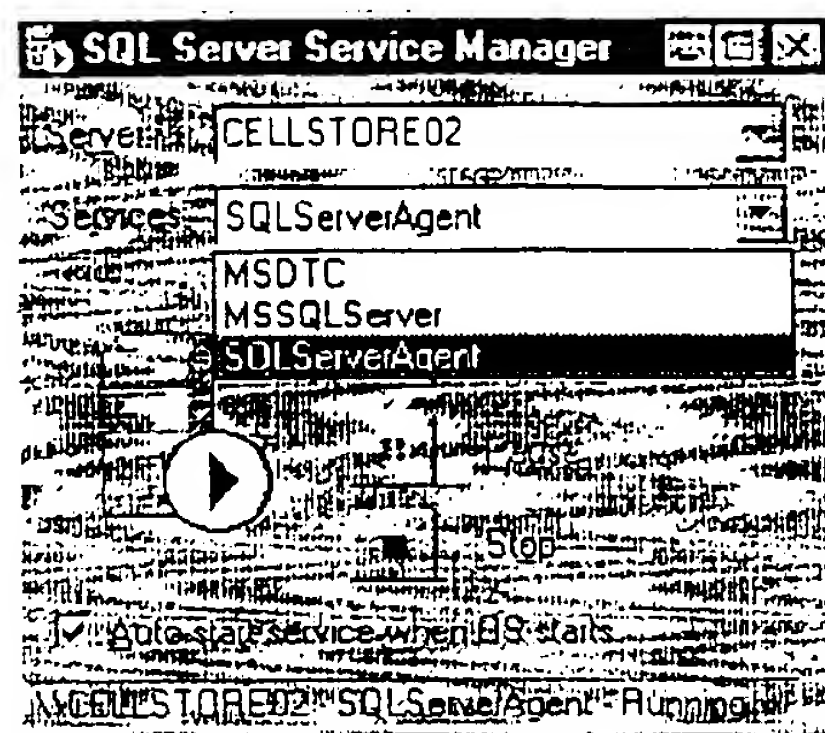 SQL Server Service Manager
Server
CELLSTORE02
Services
SQLServerAgent
MSDTC
MSSQLServer
SQLServerAgent
Stop
Auto-start service when OS starts
\\CELLSTORE02 - SQLServerAgent - Running